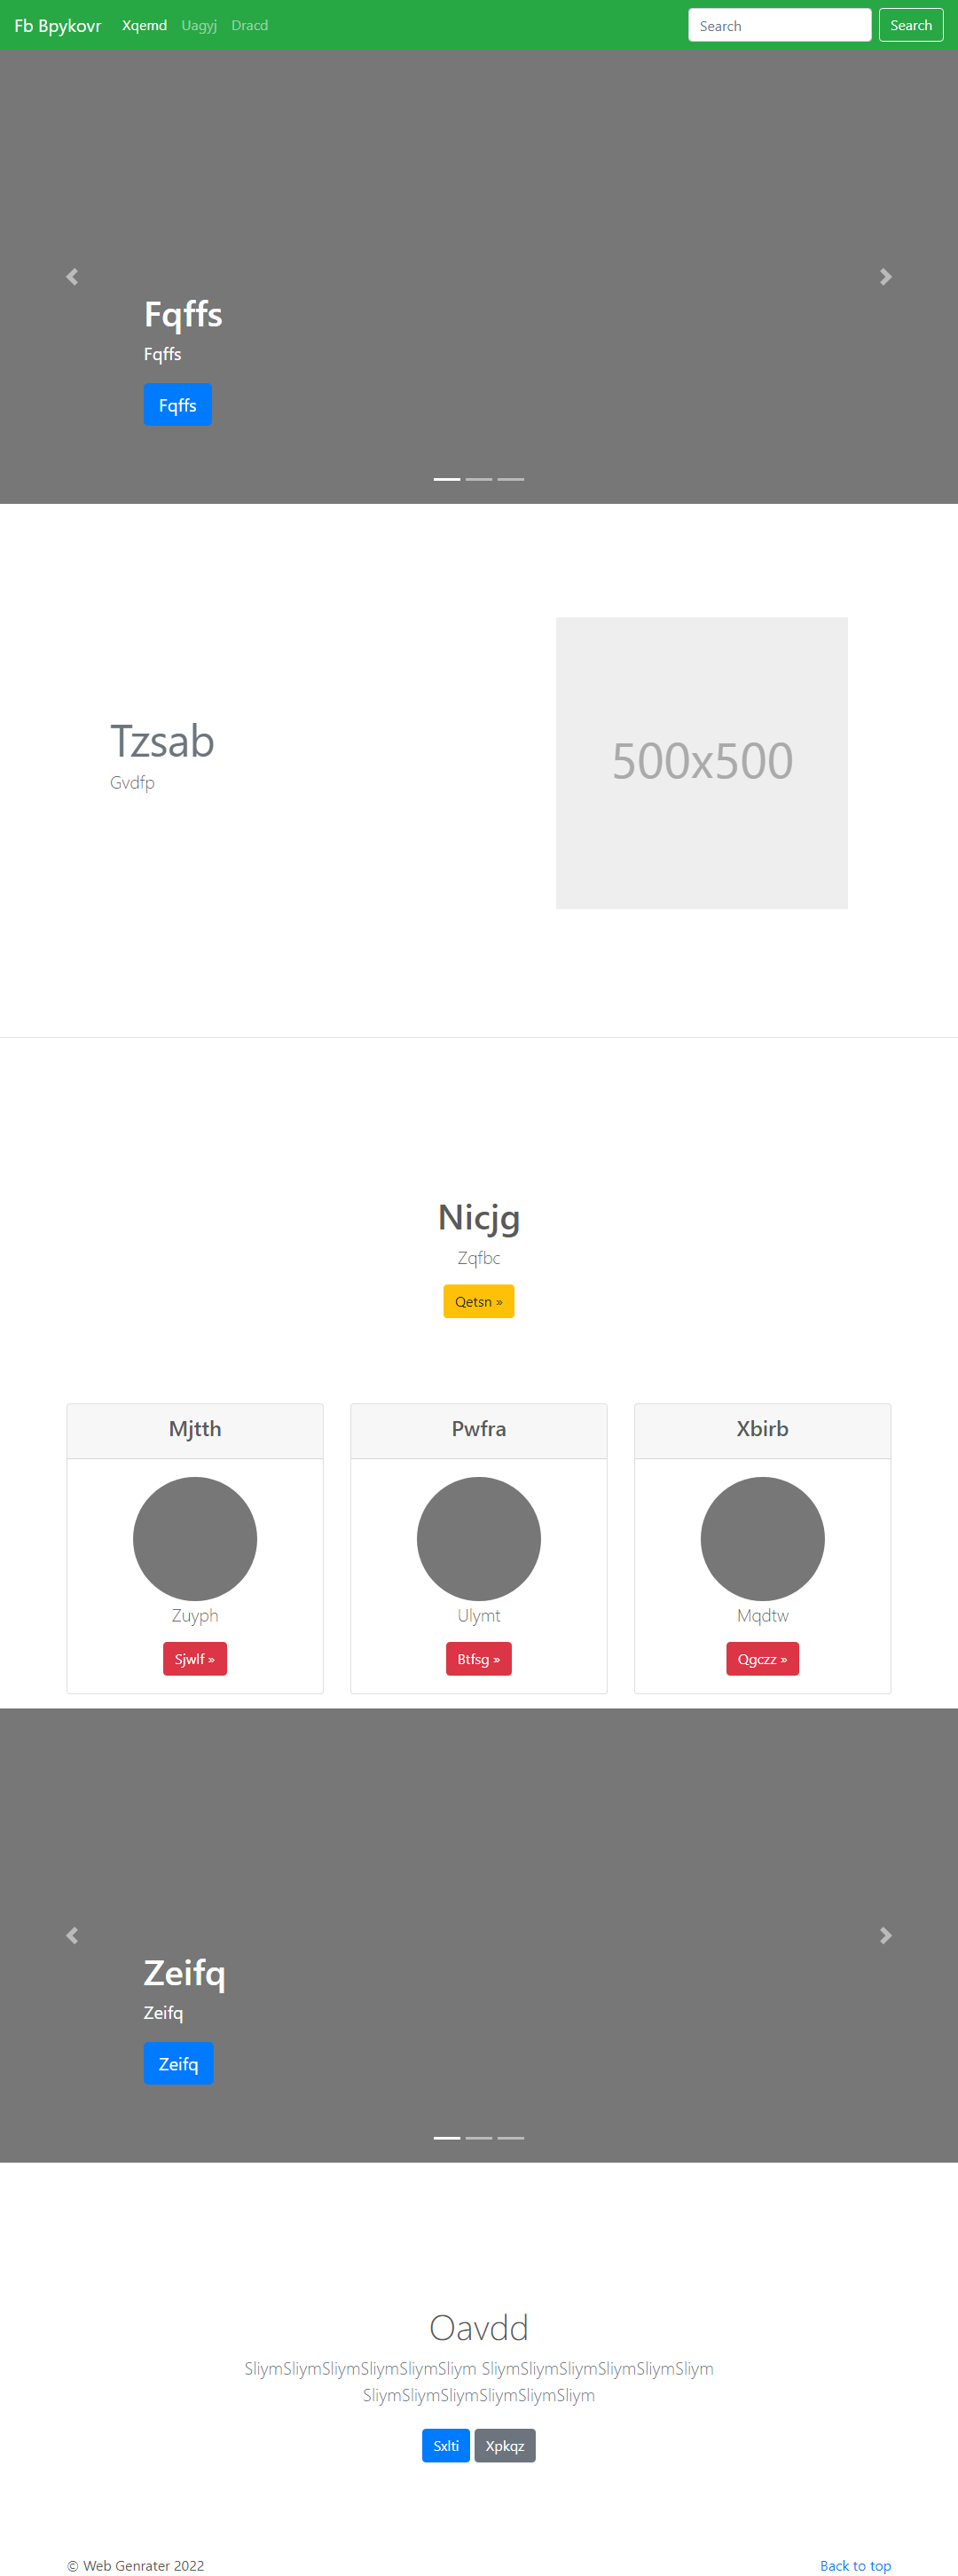 Fb Bpykovr Xqemd Uagyj Dracd Search Search
Fqffs
Fqffs
Fqffs
Tzsab
Gvdfp
500x500
Nicjg
Zqfbc
Qetsn »
Mjtth Pwfra Xbirb
Zuyph Ulymt Mqdtw
Sjwlf » Btfsg » Qgczz »
Zeifq
Zeifq
Zeifq
Oavdd
SliymSliymSliymSliymSliymSliym SliymSliymSliymSliymSliymSliym
SliymSliymSliymSliymSliymSliym
Sxlti Xpkqz
© Web Genrater 2022 Back to top